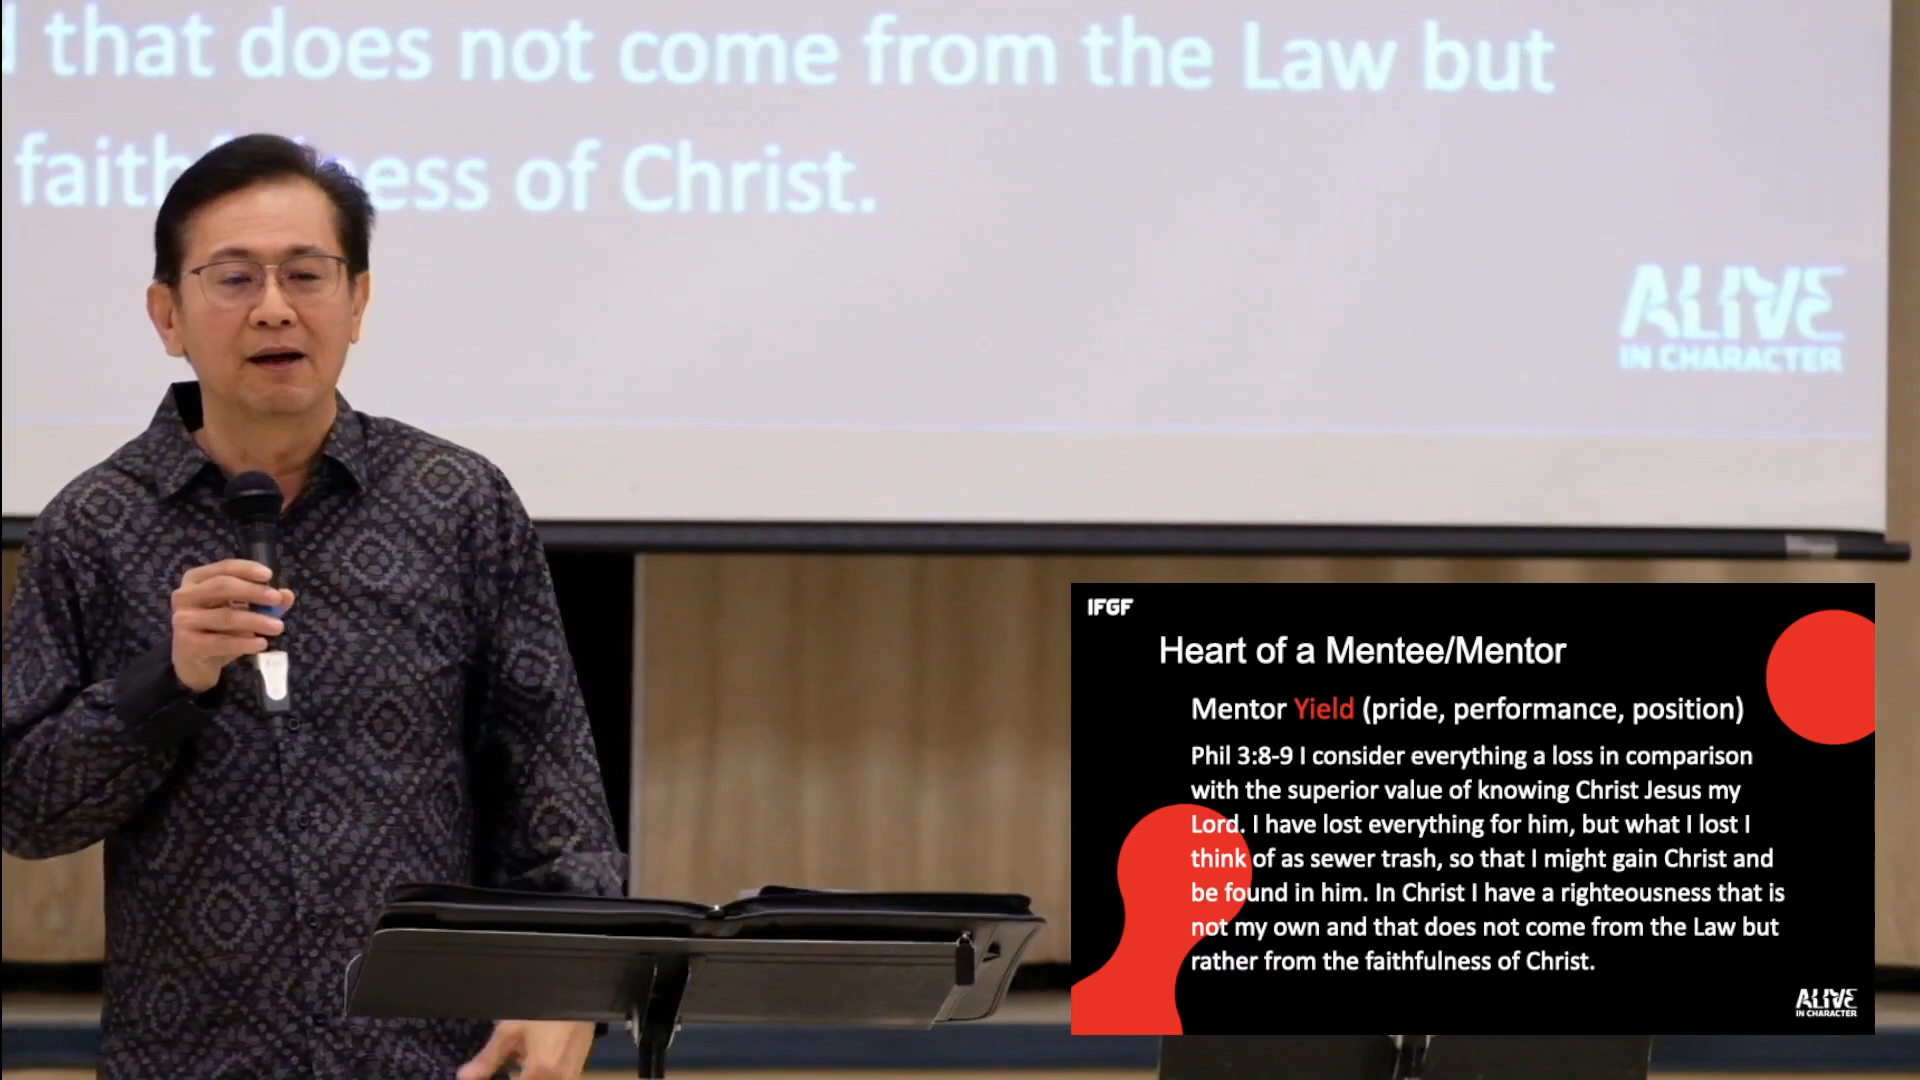 that does not come from the Law but
faith ess of Christ.
ALIVE
IN CHARACTER
IFGF
Heart of a Mentee/Mentor
Mentor Yield (pride, performance, position)
Phil 3:8-9 I consider everything a loss in comparison
with the superior value of knowing Christ Jesus my
Lord. I have lost everything for him, but what I lost I
think of as sewer trash, so that I might gain Christ and
be found in him. In Christ I have a righteousness that is
not my own and that does not come from the Law but
rather from the faithfulness of Christ.
ALIVE
IN CHARACTER